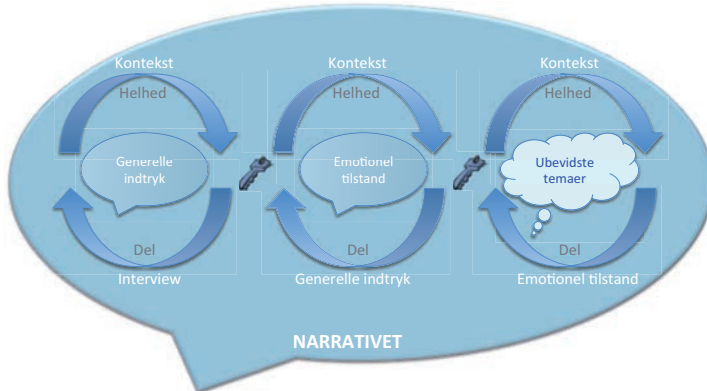 Kontekst
Helhed
Generelle
indtryk
Del
Interview
Kontekst
Helhed
Emotionel
tilstand
Del
Generelle indtryk
Kontekst
Helhed
Ubevidste
temaer
Del
Emotionel tilstand
NARRATIVET